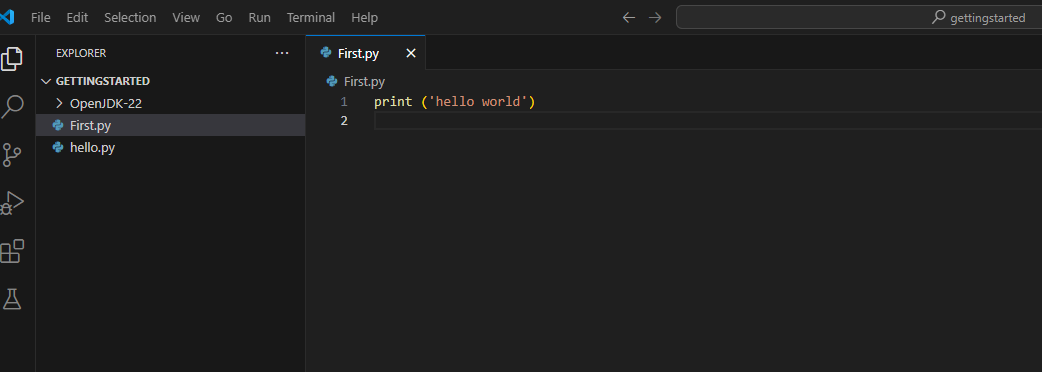 File Edit Selection View Go Run Terminal Help
gettingstarted
EXPLORER
GETTINGSTARTED
OpenJDK-22
First.py
hello.py
First.py
First.py
1 print ('hello world')
2